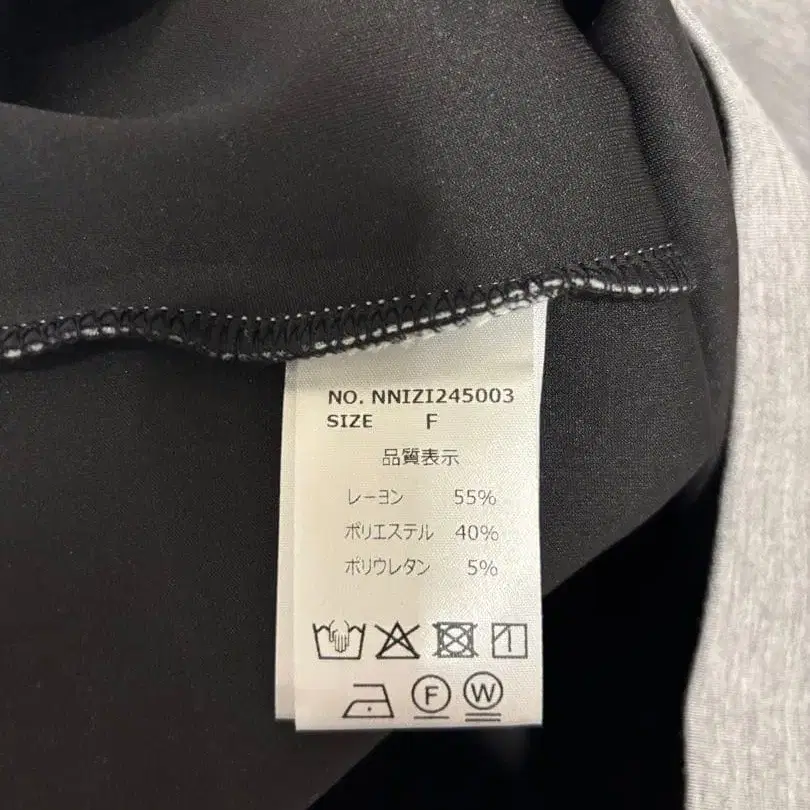 NO. NNIZI245003
SIZE F
品質表示
レーヨン 55%
ポリエステル 40%
ポリウレタン 5%
F W